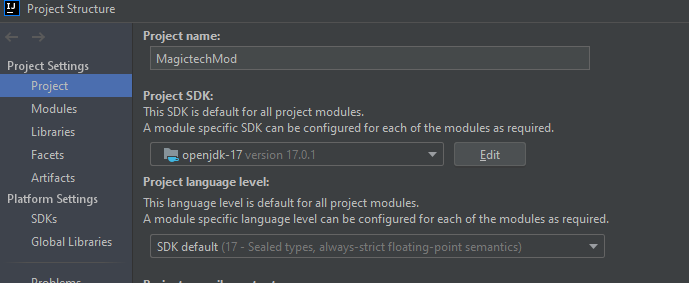 IJ Project Structure
Project Settings
Project
Modules
Libraries
Facets
Artifacts
Platform Settings
SDKs
Global Libraries
Problems
Project name:
MagictechMod
Project SDK:
This SDK is default for all project modules.
A module specific SDK can be configured for each of the modules as required.
openjdk-17 version 17.0.1 Edit
Project language level:
This language level is default for all project modules.
A module specific language level can be configured for each of the modules as required.
SDK default (17 - Sealed types, always-strict floating-point semantics)